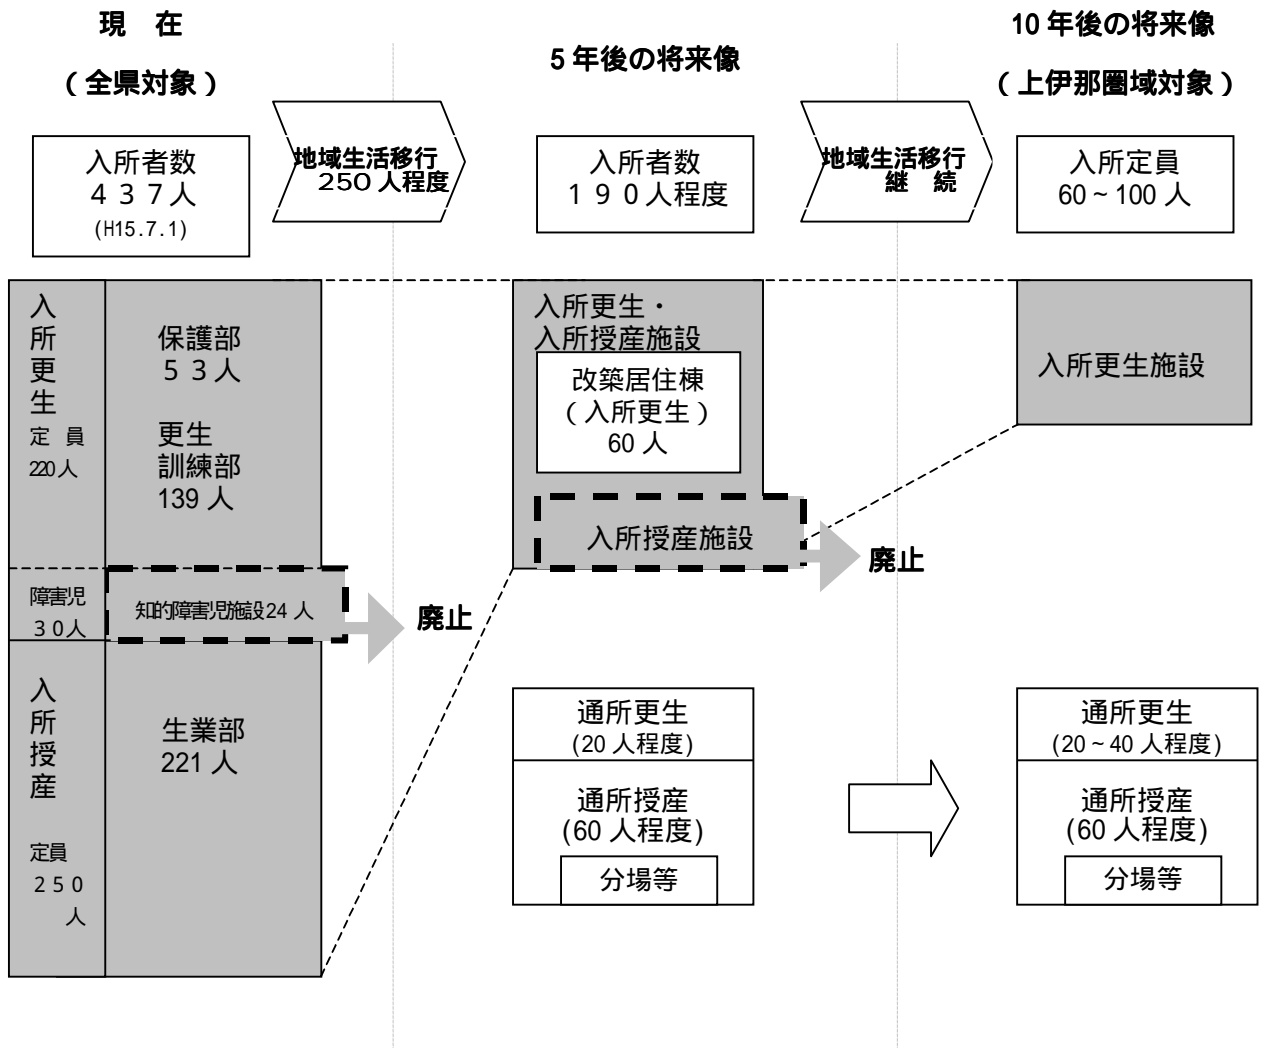 現　在
（全県対象）
入所者数
４３７人
(H15.7.1)
地域生活移行
250人程度
5年後の将来像
入所者数
１９０人程度
地域生活移行
継　続
10年後の将来像
（上伊那圏域対象）
入所定員
60～100人
入所更生
定　員
220人
保護部
５３人
更生
訓練部
139人
障害児
３０人
知的障害児施設24人
廃止
入所授産
定員
２５０
人
生業部
221人
入所更生・
入所授産施設
改築居住棟
（入所更生）
60人
入所授産施設
廃止
通所更生
(20人程度)
通所授産
(60人程度)
分場等
入所更生施設
通所更生
(20～40人程度)
通所授産
(60人程度)
分場等